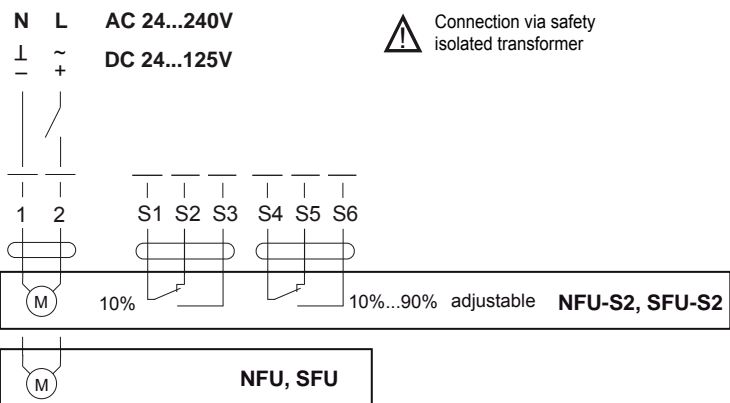 N L AC 24...240V
⊥ ~ DC 24...125V
– +
Connection via safety
isolated transformer
1 2 S1 S2 S3 S4 S5 S6
M 10% 10%...90% adjustable NFU-S2, SFU-S2
M NFU, SFU